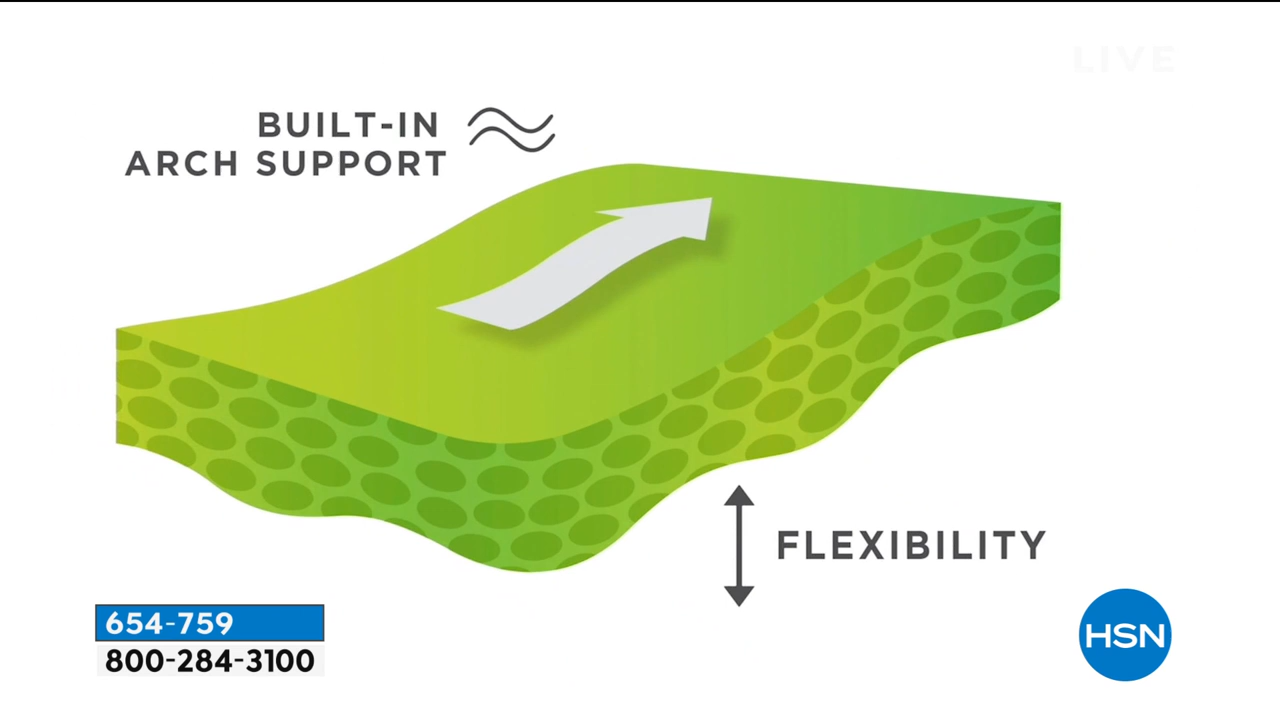 LIVE
BUILT-IN
ARCH SUPPORT
FLEXIBILITY
654-759
800-284-3100
HSN